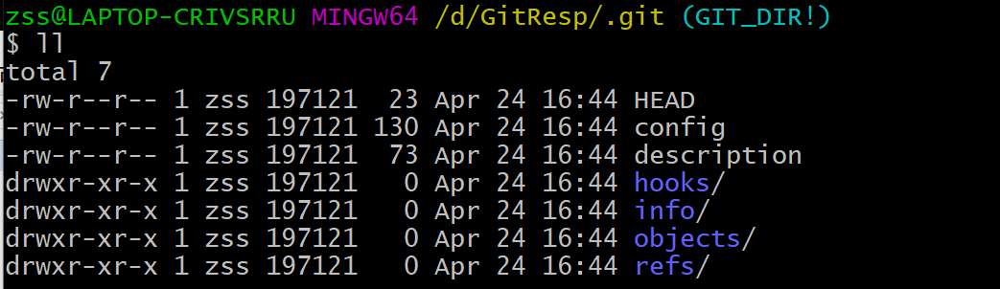 zss@LAPTOP-CRIVSRRU MINGW64 /d/GitResp/.git (GIT_DIR!)
$ ll
total 7
-rw-r--r-- 1 zss 197121  23 Apr 24 16:44 HEAD
-rw-r--r-- 1 zss 197121 130 Apr 24 16:44 config
-rw-r--r-- 1 zss 197121  73 Apr 24 16:44 description
drwxr-xr-x 1 zss 197121   0 Apr 24 16:44 hooks/
drwxr-xr-x 1 zss 197121   0 Apr 24 16:44 info/
drwxr-xr-x 1 zss 197121   0 Apr 24 16:44 objects/
drwxr-xr-x 1 zss 197121   0 Apr 24 16:44 refs/